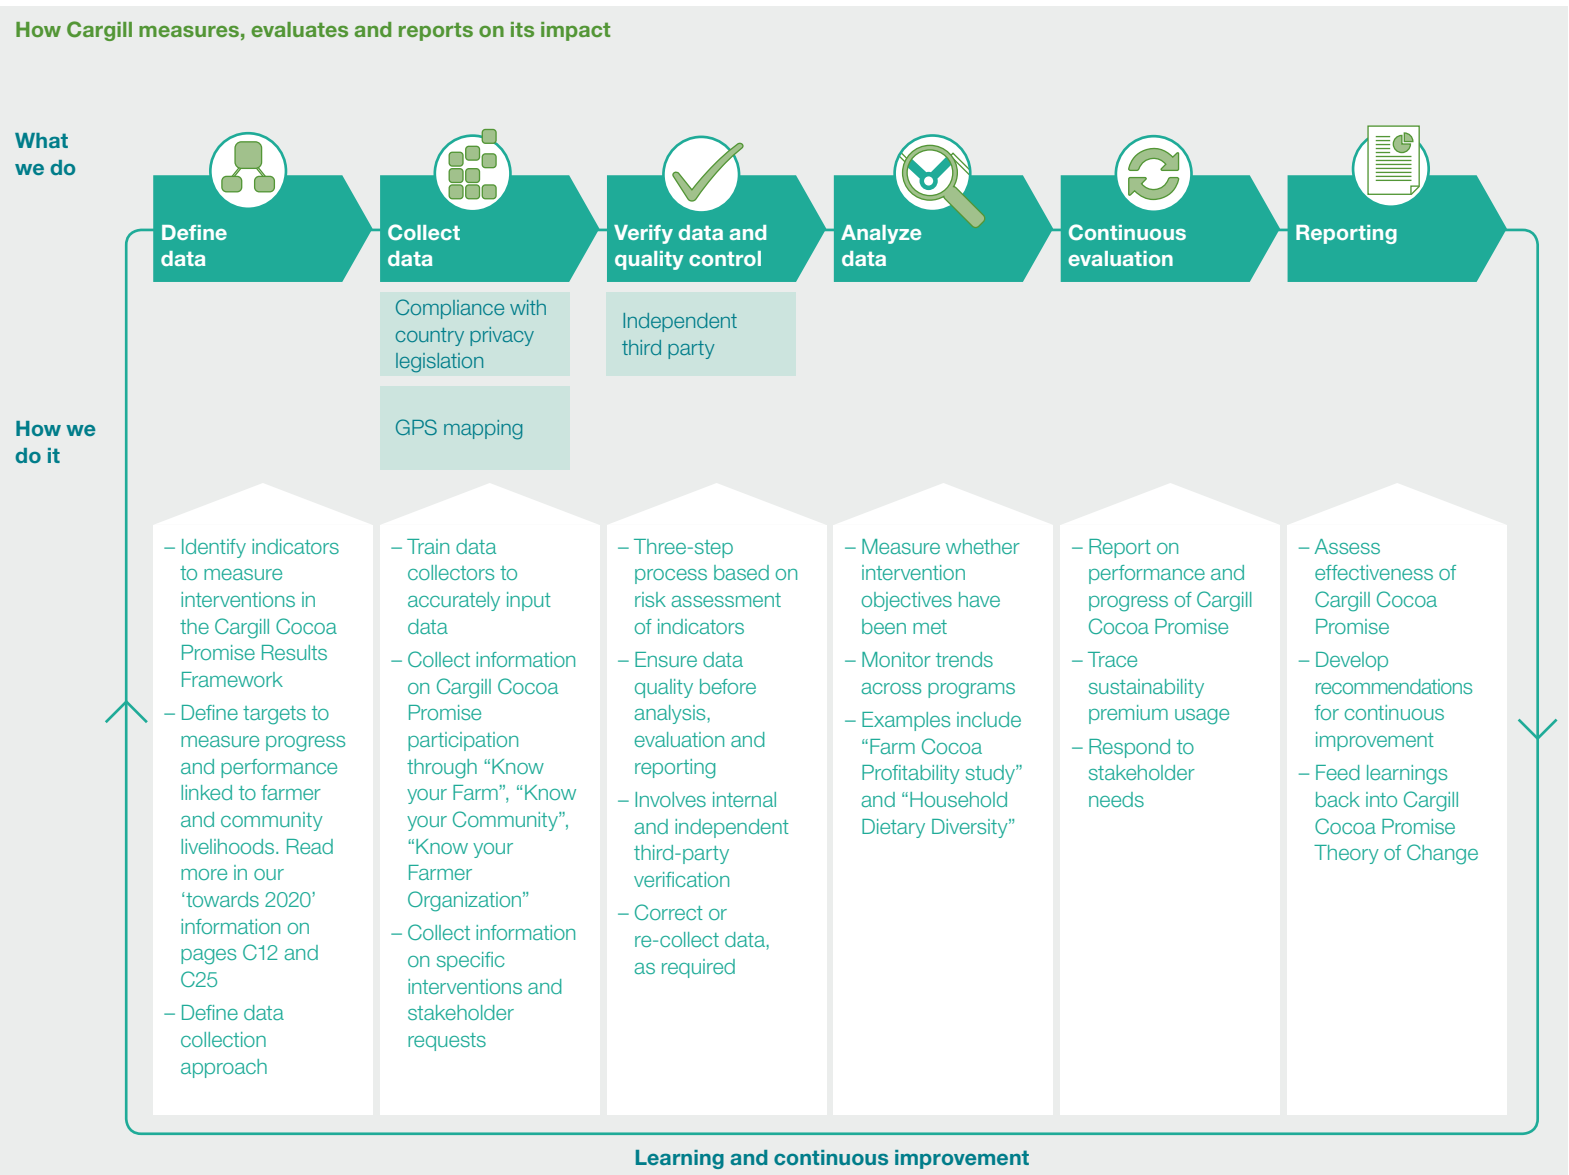 How Cargill measures, evaluates and reports on its impact
What
we do
Define
data
Collect
data
Verify data and
quality control
Analyze
data
Continuous
evaluation
Reporting
Compliance with
country privacy
legislation
Independent
third party
GPS mapping
How we
do it
– Identify indicators
to measure
interventions in
the Cargill Cocoa
Promise Results
Framework
– Define targets to
measure progress
and performance
linked to farmer
and community
livelihoods. Read
more in our
‘towards 2020’
information on
pages C12 and
C25
– Define data
collection
approach
– Train data
collectors to
accurately input
data
– Collect information
on Cargill Cocoa
Promise
participation
through “Know
your Farm”, “Know
your Community”,
“Know your
Farmer
Organization”
– Collect information
on specific
interventions and
stakeholder
requests
– Three-step
process based on
risk assessment
of indicators
– Ensure data
quality before
analysis,
evaluation and
reporting
– Involves internal
and independent
third-party
verification
– Correct or
re-collect data,
as required
– Measure whether
intervention
objectives have
been met
– Monitor trends
across programs
– Examples include
“Farm Cocoa
Profitability study”
and “Household
Dietary Diversity”
– Report on
performance and
progress of Cargill
Cocoa Promise
– Trace
sustainability
premium usage
– Respond to
stakeholder
needs
– Assess
effectiveness of
Cargill Cocoa
Promise
– Develop
recommendations
for continuous
improvement
– Feed learnings
back into Cargill
Cocoa Promise
Theory of Change
Learning and continuous improvement